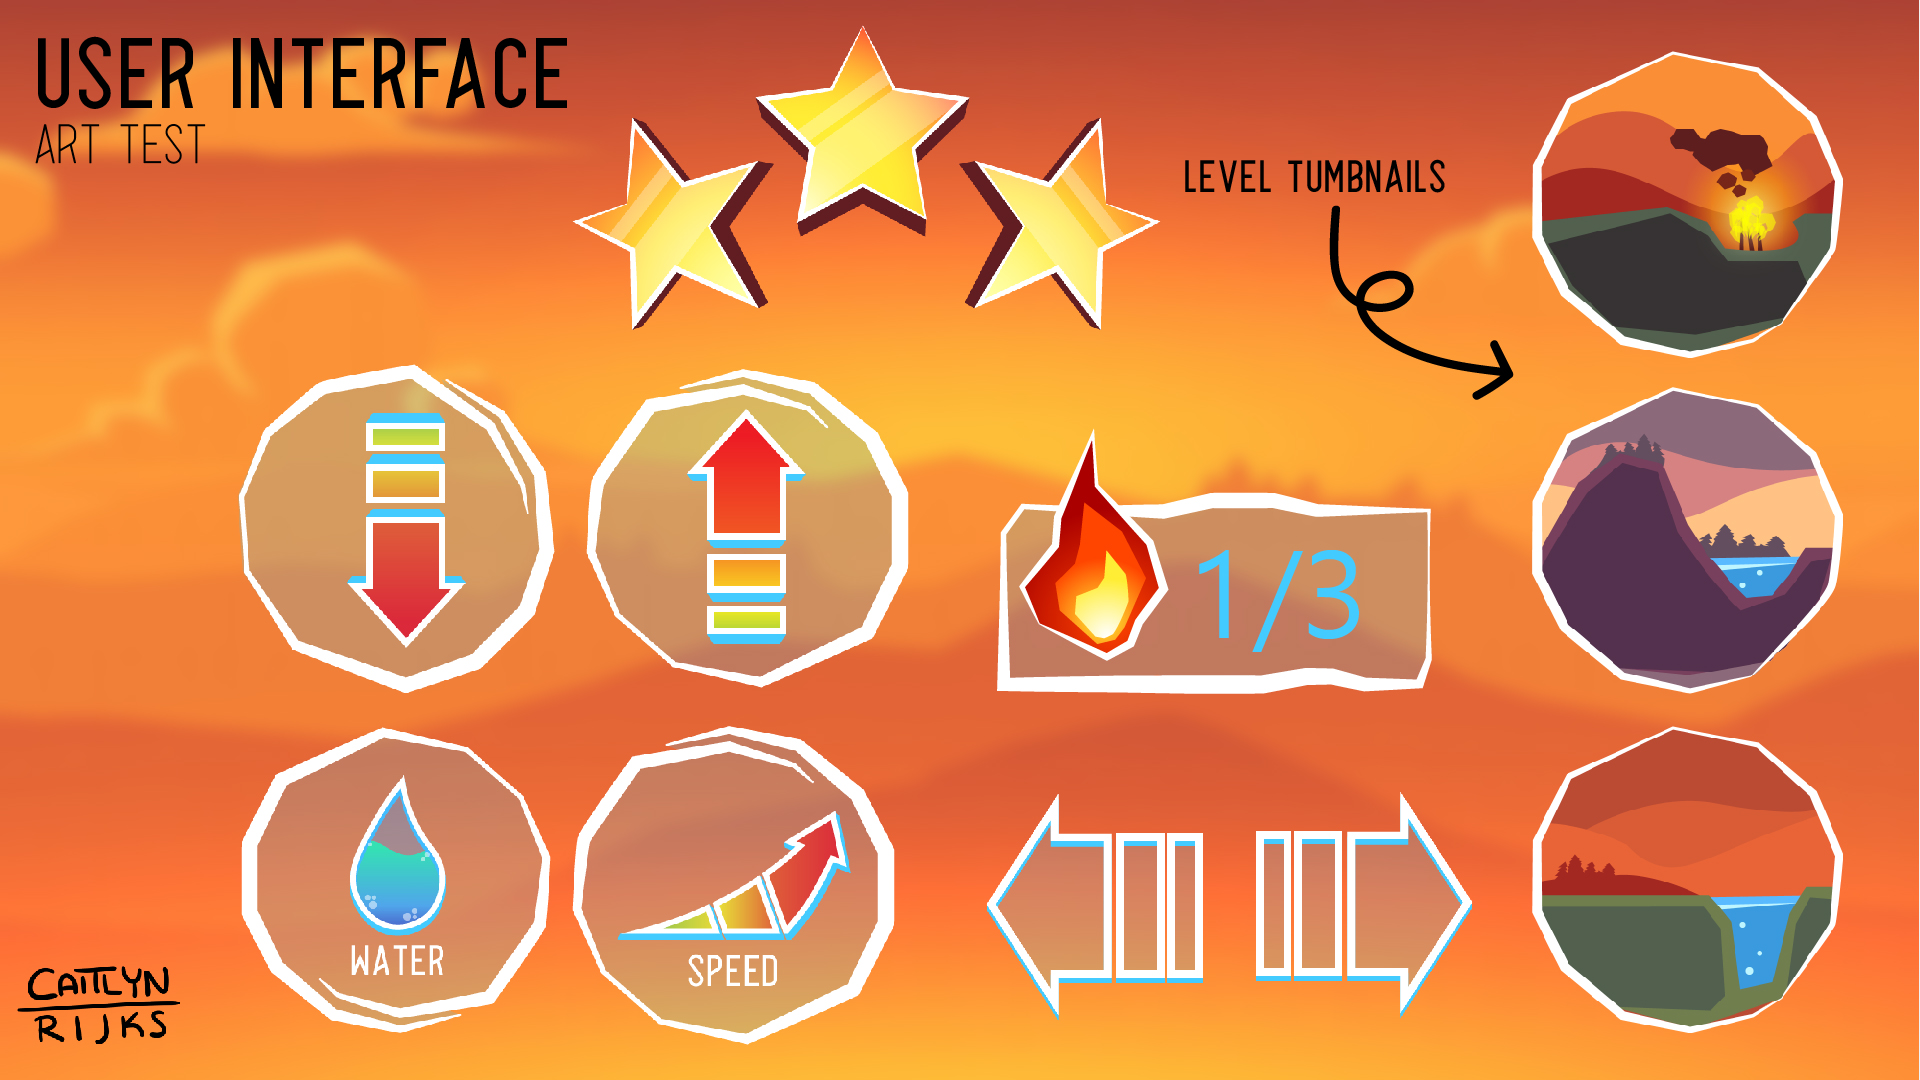 USER INTERFACE
ART TEST
LEVEL TUMBNAILS
1/3
WATER
SPEED
CAITLYN
RIJKS